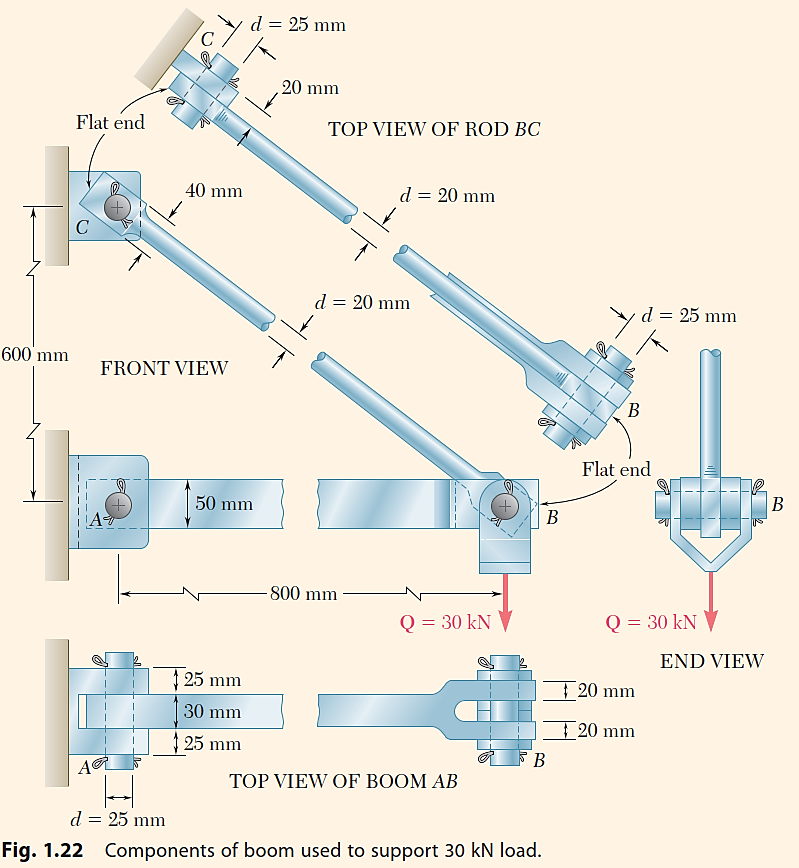 d = 25 mm
C
20 mm
Flat end
TOP VIEW OF ROD BC
40 mm
d = 20 mm
C
d = 20 mm
d = 25 mm
600 mm
FRONT VIEW
B
Flat end
50 mm
A
B
B
800 mm
Q = 30 kN
Q = 30 kN
END VIEW
25 mm
20 mm
30 mm
20 mm
25 mm
A
B
TOP VIEW OF BOOM AB
d = 25 mm
Fig. 1.22 Components of boom used to support 30 kN load.